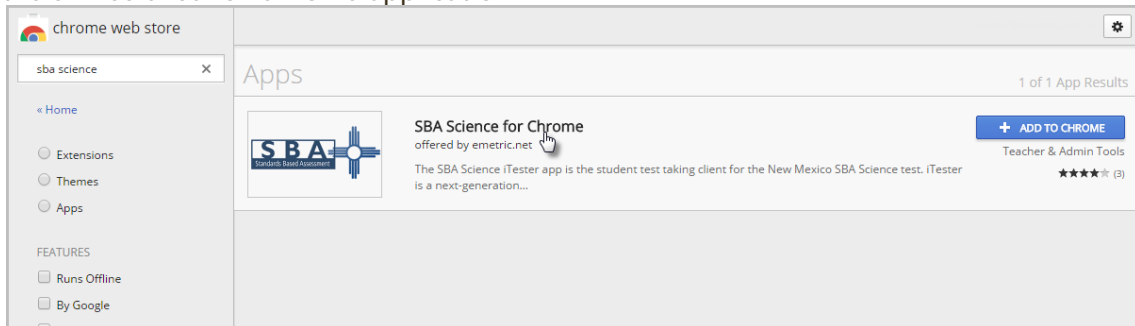 chrome web store
sba science
« Home
Extensions
Themes
Apps
FEATURES
Runs Offline
By Google
Apps
1 of 1 App Results
SBA
Standards Based Assessment
SBA Science for Chrome
offered by emetric.net
The SBA Science iTester app is the student test taking client for the New Mexico SBA Science test. iTester
is a next-generation...
+ ADD TO CHROME
Teacher & Admin Tools
(3)